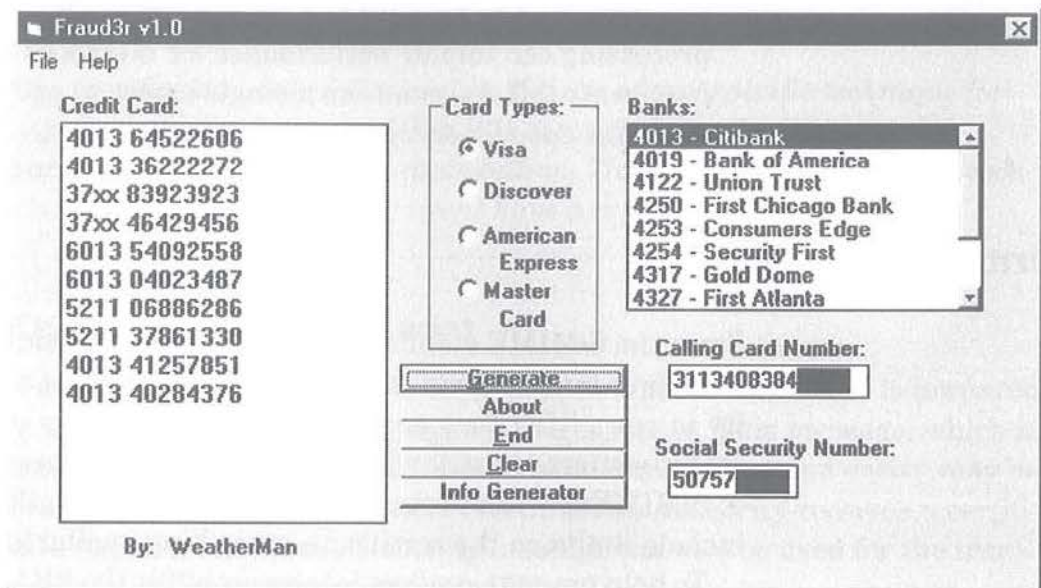 Fraud3r v1.0
File Help
Credit Card:
4013 64522606
4013 36222272
37xx 83923923
37xx 46429456
6013 54092558
6013 04023487
5211 06886286
5211 37861330
4013 41257851
4013 40284376
By: WeatherMan
Card Types:
Visa
Discover
American
Express
Master
Card
Generate
About
End
Clear
Info Generator
Banks:
4013 - Citibank
4019 - Bank of America
4122 - Union Trust
4250 - First Chicago Bank
4253 - Consumers Edge
4254 - Security First
4317 - Gold Dome
4327 - First Atlanta
Calling Card Number:
3113408384
Social Security Number:
50757